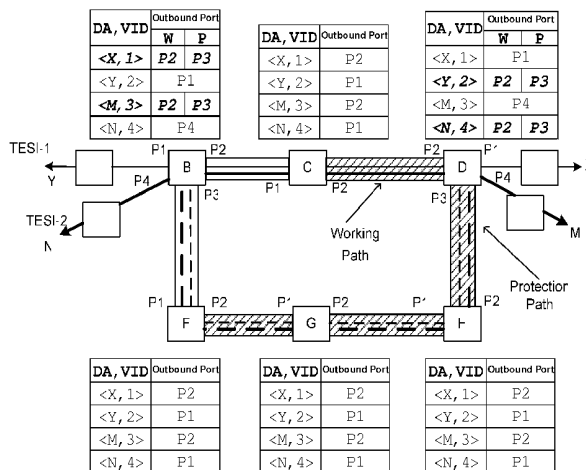 DA,VID Outbound Port W P
<X,1> P2 P3
<Y,2> P1
<M,3> P2 P3
<N,4> P4
DA,VID Outbound Port
<X,1> P2
<Y,2> P1
<M,3> P2
<N,4> P1
DA,VID Outbound Port W P
<X,1> P1
<Y,2> P2 P3
<M,3> P4
<N,4> P2 P3
TESI-1
Y
P1
B
P2
P4
P3
TESI-2
N
P1
C
P2
P2
D
P4
P3
M
Working
Path
Protection
Path
P1
F
P2
P1
G
P2
P2
DA,VID Outbound Port
<X,1> P2
<Y,2> P1
<M,3> P2
<N,4> P1
DA,VID Outbound Port
<X,1> P2
<Y,2> P1
<M,3> P2
<N,4> P1
DA,VID Outbound Port
<X,1> P2
<Y,2> P1
<M,3> P2
<N,4> P1